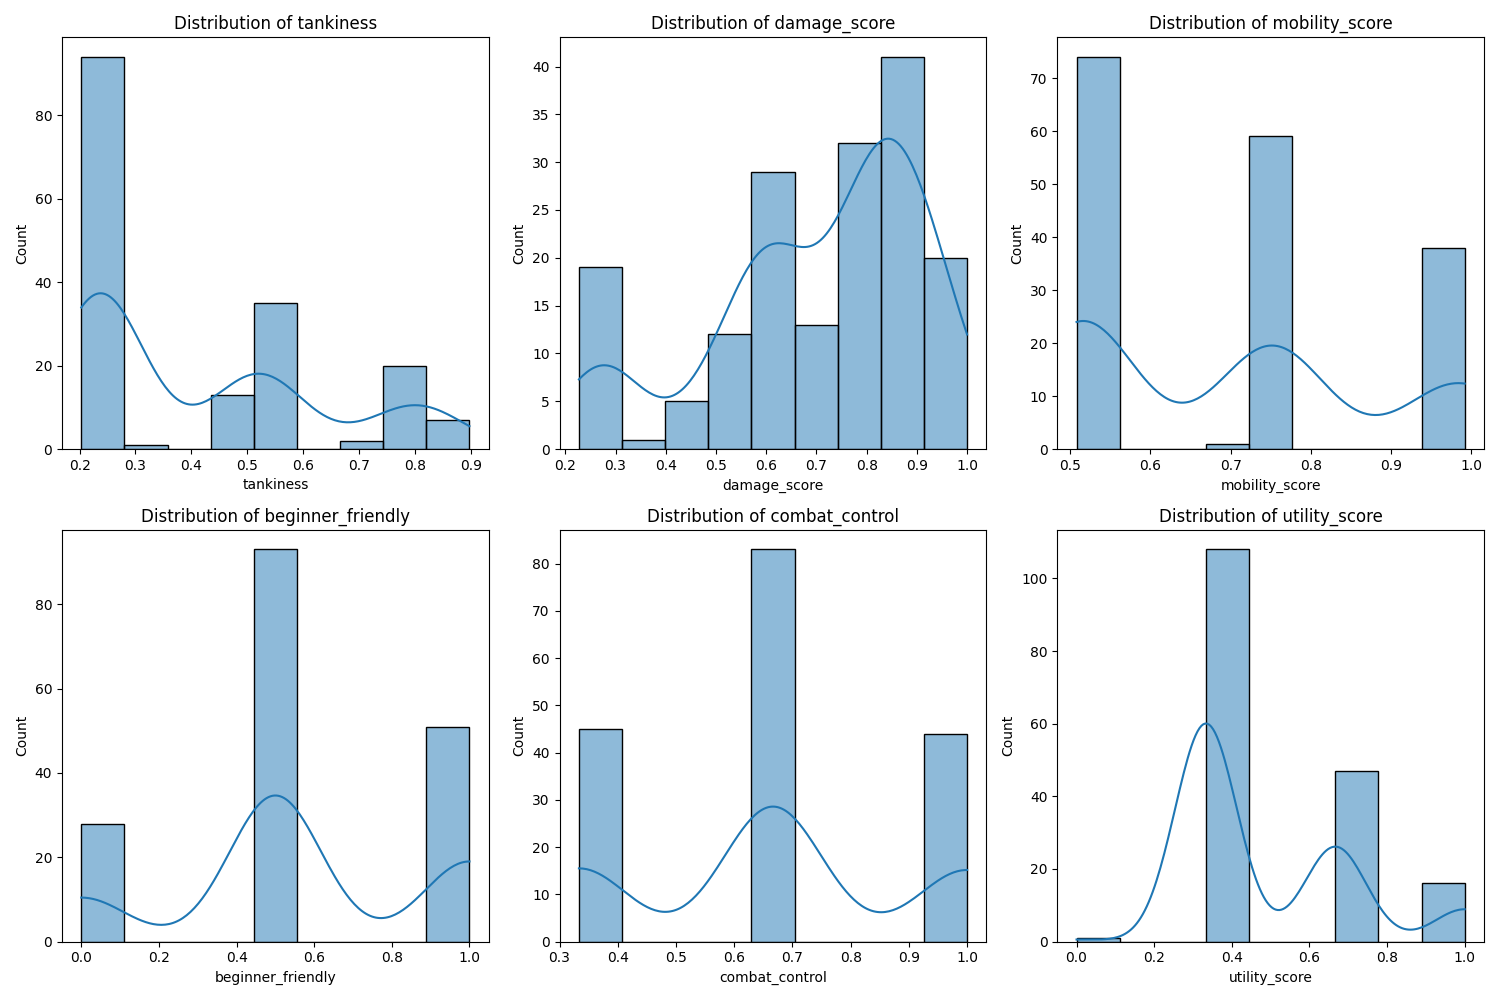 Distribution of tankiness
Distribution of damage_score
Distribution of mobility_score
Count
80
60
40
20
0
0.2 0.3 0.4 0.5 0.6 0.7 0.8 0.9
tankiness
Count
40
35
30
25
20
15
10
5
0
0.2 0.3 0.4 0.5 0.6 0.7 0.8 0.9 1.0
damage_score
Count
70
60
50
40
30
20
10
0
0.5 0.6 0.7 0.8 0.9 1.0
mobility_score
Distribution of beginner_friendly
Distribution of combat_control
Distribution of utility_score
Count
80
60
40
20
0
0.0 0.2 0.4 0.6 0.8 1.0
beginner_friendly
Count
80
70
60
50
40
30
20
10
0
0.3 0.4 0.5 0.6 0.7 0.8 0.9 1.0
combat_control
Count
100
80
60
40
20
0
0.0 0.2 0.4 0.6 0.8 1.0
utility_score